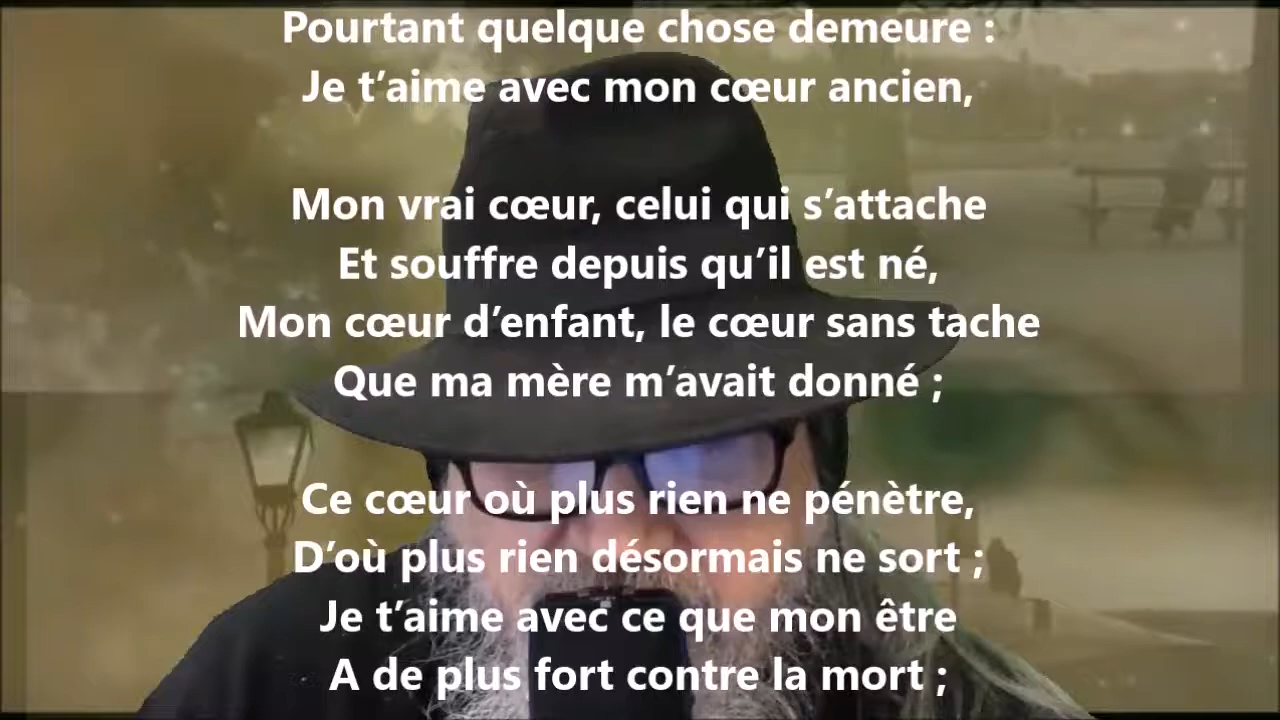 Pourtant quelque chose demeure :
Je t’aime avec mon cœur ancien,
Mon vrai cœur, celui qui s’attache
Et souffre depuis qu’il est né,
Mon cœur d’enfant, le cœur sans tache
Que ma mère m’avait donné ;
Ce cœur où plus rien ne pénètre,
D’où plus rien désormais ne sort ;
Je t’aime avec ce que mon être
A de plus fort contre la mort ;